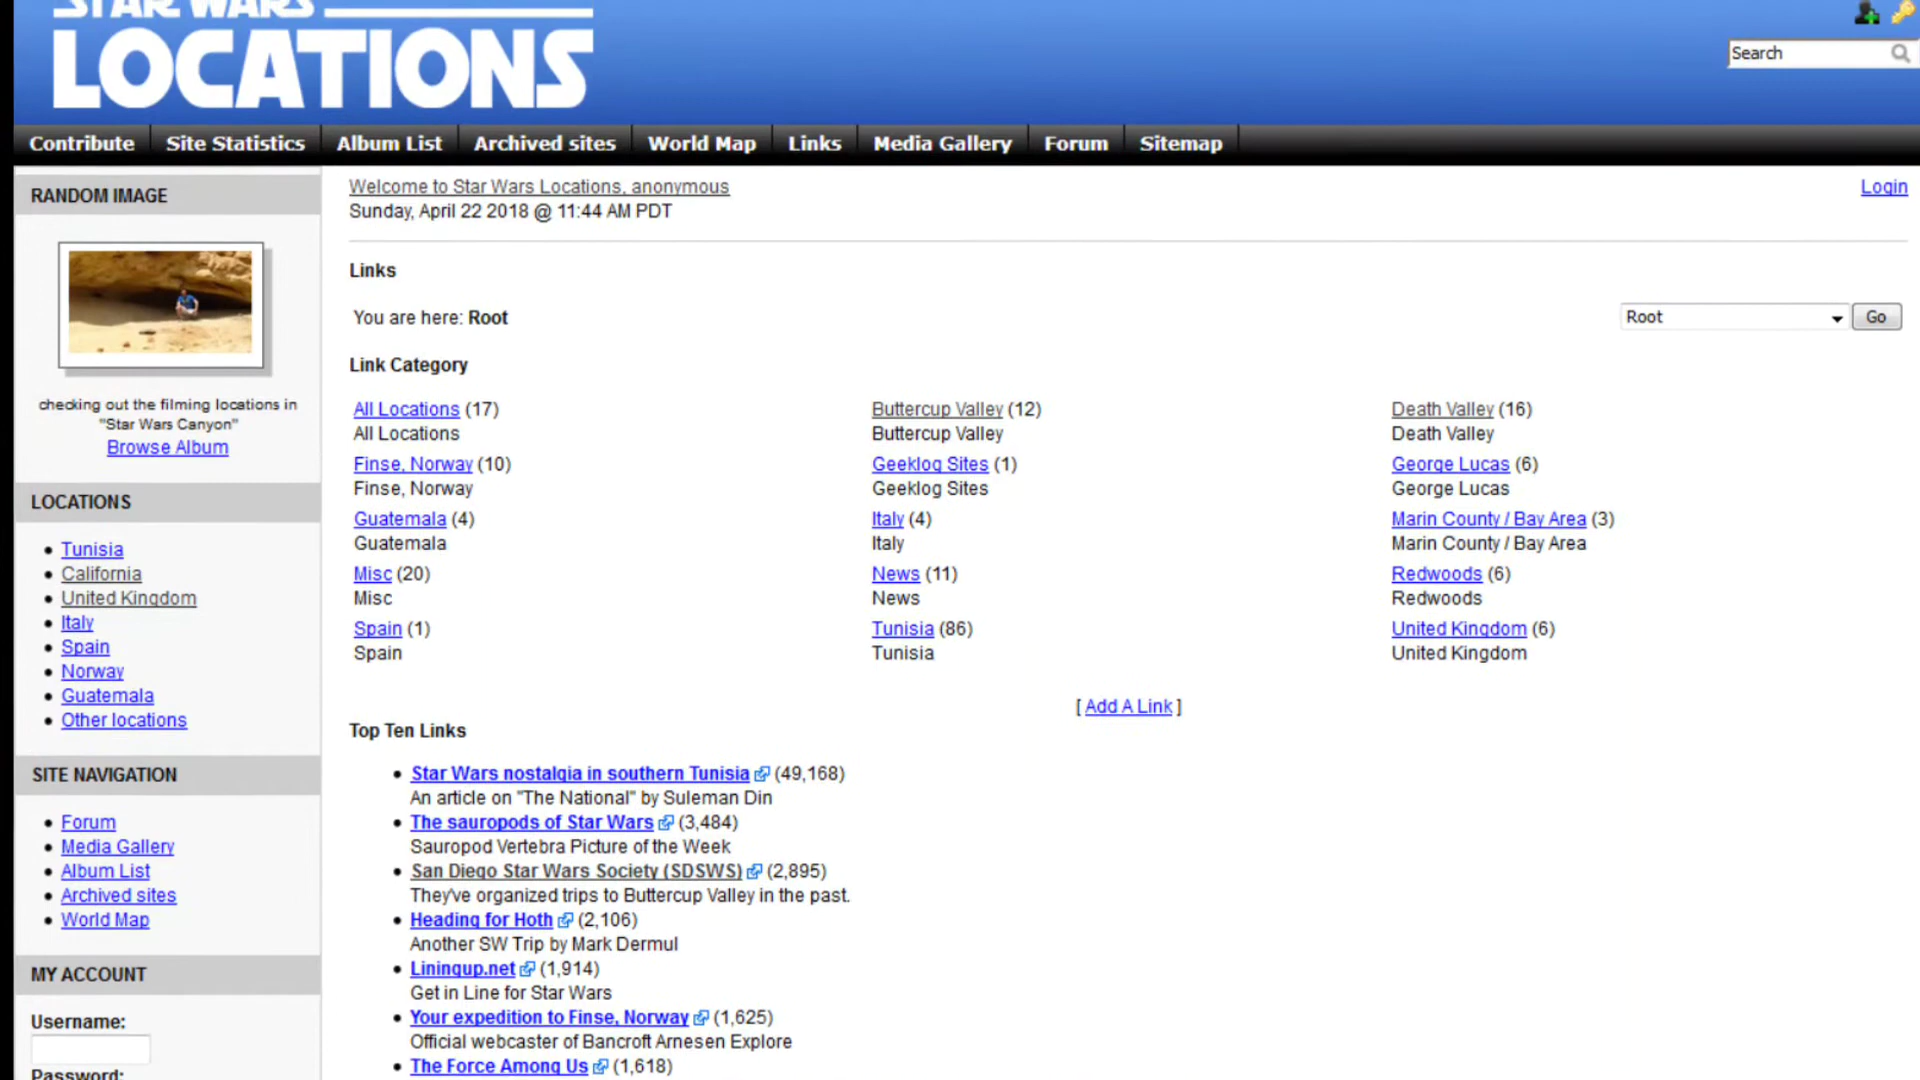 STAR WARS
LOCATIONS
Search
Contribute
Site Statistics
Album List
Archived sites
World Map
Links
Media Gallery
Forum
Sitemap
RANDOM IMAGE
checking out the filming locations in
"Star Wars Canyon"
Browse Album
LOCATIONS
Tunisia
California
United Kingdom
Italy
Spain
Norway
Guatemala
Other locations
SITE NAVIGATION
Forum
Media Gallery
Album List
Archived sites
World Map
MY ACCOUNT
Username:
Password:
Welcome to Star Wars Locations, anonymous
Login
Sunday, April 22 2018 @ 11:44 AM PDT
Links
You are here: Root
Root
Go
Link Category
All Locations (17)
All Locations
Buttercup Valley (12)
Buttercup Valley
Death Valley (16)
Death Valley
Finse, Norway (10)
Finse, Norway
Geeklog Sites (1)
Geeklog Sites
George Lucas (6)
George Lucas
Guatemala (4)
Guatemala
Italy (4)
Italy
Marin County / Bay Area (3)
Marin County / Bay Area
Misc (20)
Misc
News (11)
News
Redwoods (6)
Redwoods
Spain (1)
Spain
Tunisia (86)
Tunisia
United Kingdom (6)
United Kingdom
[ Add A Link ]
Top Ten Links
Star Wars nostalgia in southern Tunisia (49,168)
An article on "The National" by Suleman Din
The sauropods of Star Wars (3,484)
Sauropod Vertebra Picture of the Week
San Diego Star Wars Society (SDSWS) (2,895)
They've organized trips to Buttercup Valley in the past.
Heading for Hoth (2,106)
Another SW Trip by Mark Dermul
Liningup.net (1,914)
Get in Line for Star Wars
Your expedition to Finse, Norway (1,625)
Official webcaster of Bancroft Arnesen Explore
The Force Among Us (1,618)